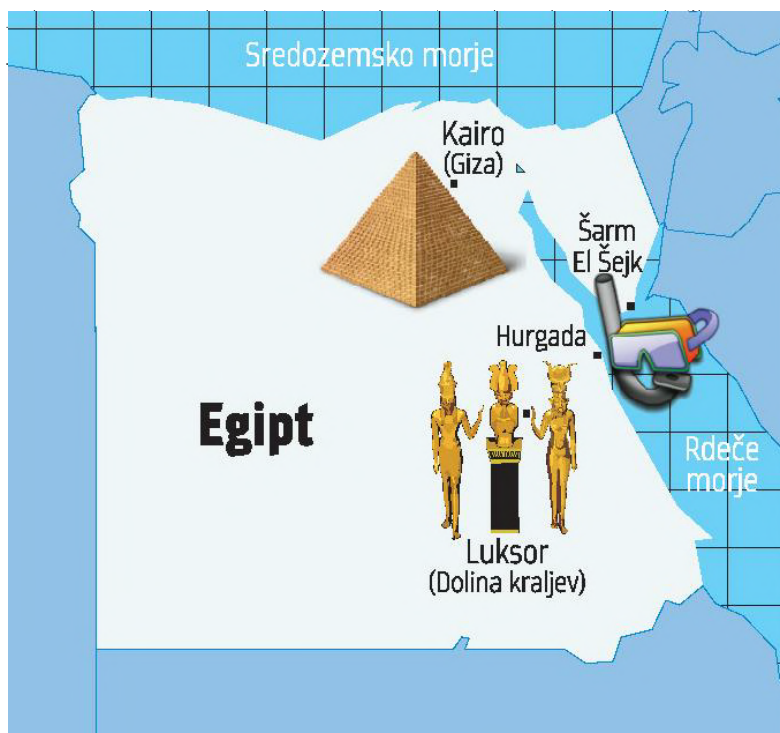 Sredozemsko morje
Kairo
(Giza)
Šarm
El Šejk
Hurgada
Egipt
Rdeče
morje
Luksor
(Dolina kraljev)